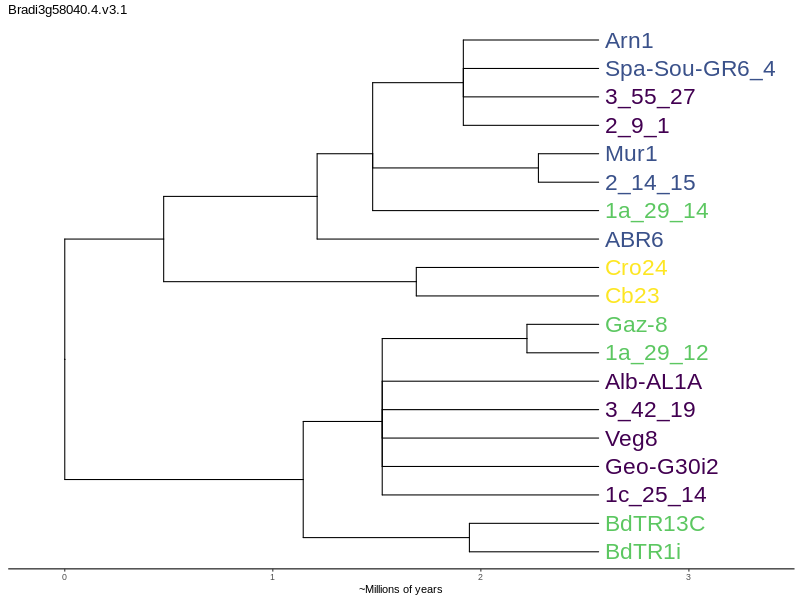 Bradi3g58040.4.v3.1
Arn1
Spa-Sou-GR6_4
3_55_27
2_9_1
Mur1
2_14_15
1a_29_14
ABR6
Cro24
Cb23
Gaz-8
1a_29_12
Alb-AL1A
3_42_19
Veg8
Geo-G30i2
1c_25_14
BdTR13C
BdTR1i
0 1 2 3
~Millions of years